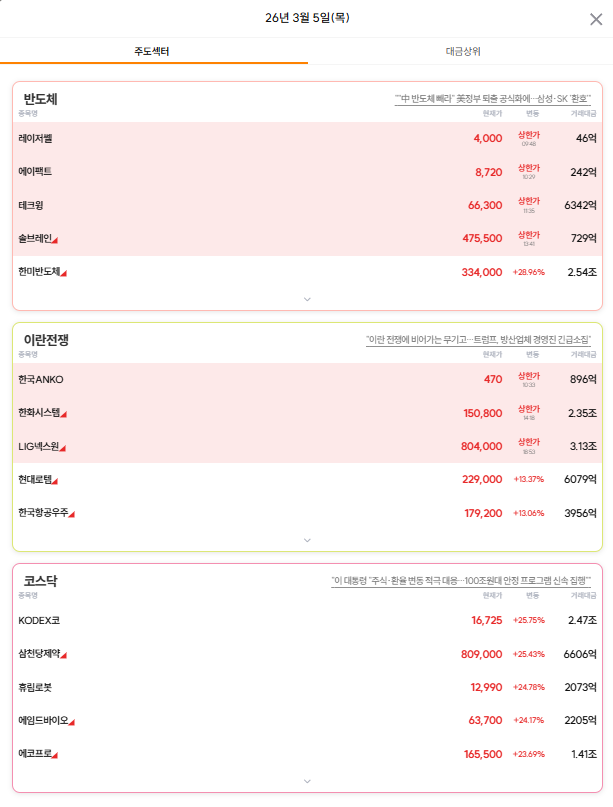 26년 3월 5일(목)
주도섹터 대금상위
반도체 ""中 반도체 빼라" 美정부 퇴출 공식화에…삼성·SK '환호'"
종목명 현재가 변동 거래대금
레이저쎌 4,000 상한가 46억
09:48
에이팩트 8,720 상한가 242억
10:29
테크윙 66,300 상한가 6342억
11:25
솔브레인 475,500 상한가 729억
13:41
한미반도체 334,000 +28.96% 2.54조
이란전쟁 "이란 전쟁에 비어가는 무기고…트럼프, 방산업체 경영진 긴급소집"
종목명 현재가 변동 거래대금
한국ANKO 470 상한가 896억
10:33
한화시스템 150,800 상한가 2.35조
LIG넥스원 804,000 상한가 3.13조
현대로템 229,000 +13.37% 6079억
한국항공우주 179,200 +13.06% 3956억
코스닥 "이 대통령 "주식·환율 변동 적극 대응…100조원대 안정 프로그램 신속 집행""
종목명 현재가 변동 거래대금
KODEX코 16,725 +25.75% 2.47조
삼천당제약 809,000 +25.43% 6606억
휴림로봇 12,990 +24.78% 2073억
에임드바이오 63,700 +24.17% 2205억
에코프로 165,500 +23.69% 1.41조